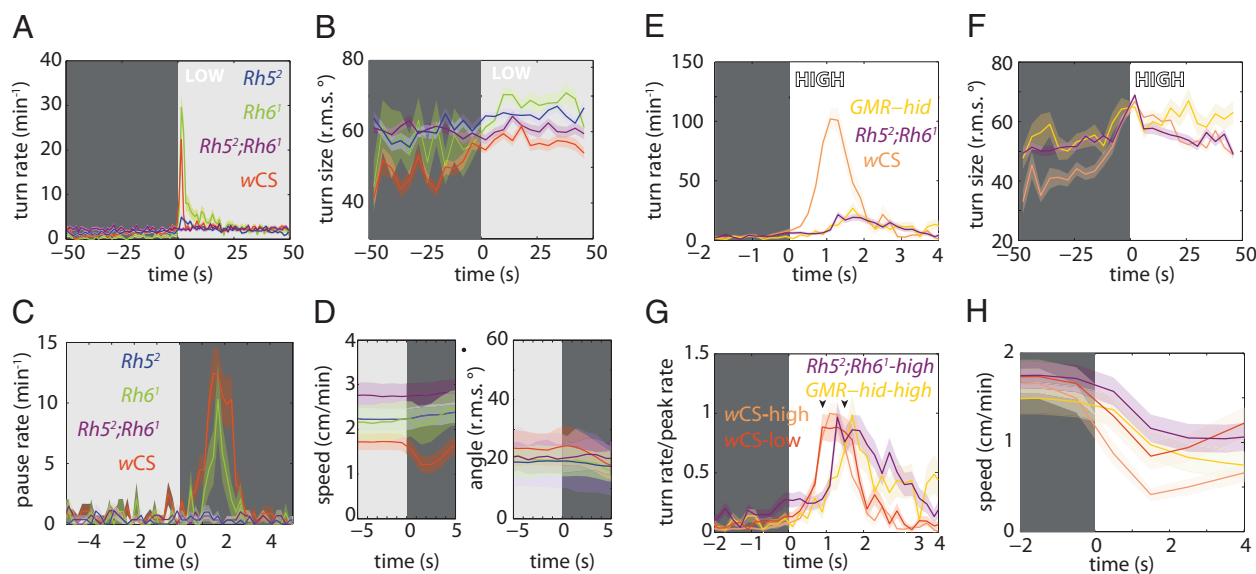 A
turn rate (min⁻¹)
40
30
20
10
0
LOW
Rh5²
Rh6¹
Rh5²;Rh6¹
wCS
−50
−25
0
25
50
time (s)
B
turn size (r.m.s. °)
80
60
40
LOW
−50
−25
0
25
50
time (s)
E
turn rate (min⁻¹)
150
100
50
0
HIGH
GMR−hid
Rh5²;Rh6¹
wCS
−2
−1
0
1
2
3
4
time (s)
F
turn size (r.m.s. °)
80
60
40
20
HIGH
−50
−25
0
25
50
time (s)
C
pause rate (min⁻¹)
15
10
5
0
Rh5²
Rh6¹
Rh5²;Rh6¹
wCS
−4
−2
0
2
4
time (s)
D
speed (cm/min)
4
3
2
1
0
−5
0
5
time (s)
angle (r.m.s. °)
60
40
20
0
−5
0
5
time (s)
G
turn rate/peak rate
1.5
1
0.5
0
Rh5²;Rh6¹-high
GMR−hid-high
wCS-high
wCS-low
−2
−1
0
1
2
3
4
time (s)
H
speed (cm/min)
2
1
0
−2
0
2
4
time (s)